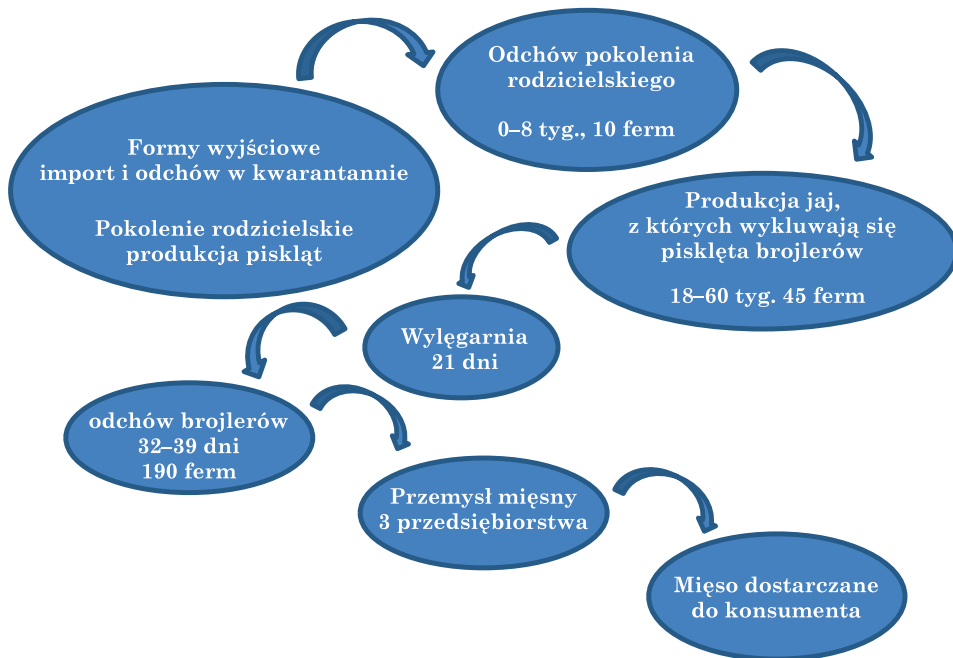 Formy wyjściowe
import i odchów w kwarantannie
Pokolenie rodzicielskie
produkcja piskląt
Odchów pokolenia
rodzicielskiego
0–8 tyg., 10 ferm
Produkcja jaj,
z których wykluwają się
pisklęta brojlerów
18–60 tyg. 45 ferm
Wylęgarnia
21 dni
odchów brojlerów
32–39 dni
190 ferm
Przemysł mięsny
3 przedsiębiorstwa
Mięso dostarczane
do konsumenta